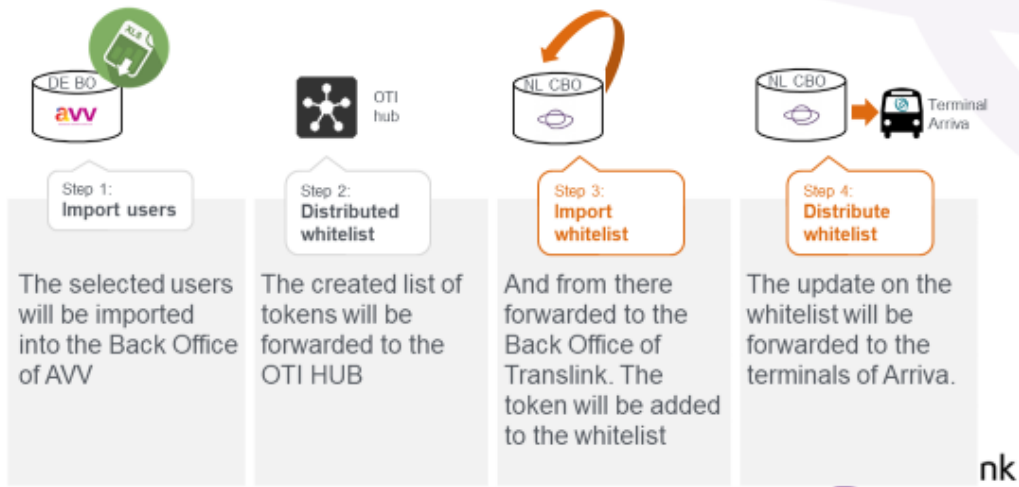 XLS
DE BO
avv
OTI
hub
NL CBO
NL CBO
Terminal
Arriva
Step 1:
Import users
Step 2:
Distributed
whitelist
Step 3:
Import
whitelist
Step 4:
Distribute
whitelist
The selected users
will be imported
into the Back Office
of AVV
The created list of
tokens will be
forwarded to the
OTI HUB
And from there
forwarded to the
Back Office of
Translink. The
token will be added
to the whitelist
The update on the
whitelist will be
forwarded to the
terminals of Arriva.
nk